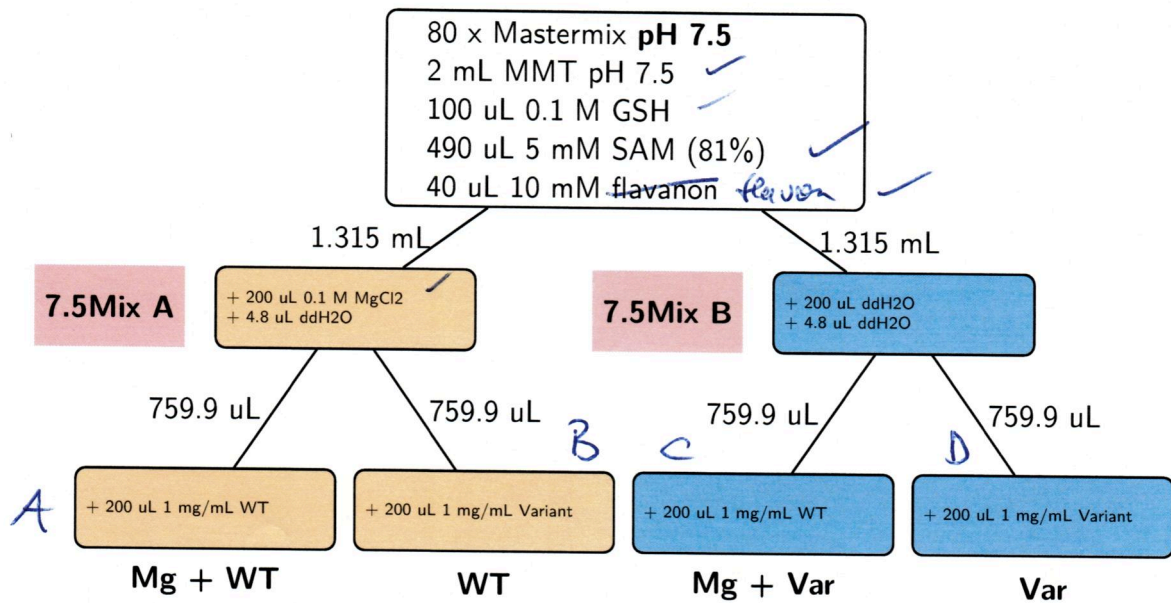 80 x Mastermix pH 7.5
2 mL MMT pH 7.5
100 uL 0.1 M GSH
490 uL 5 mM SAM (81%)
40 uL 10 mM flavanon flavon
1.315 mL
1.315 mL
7.5Mix A
+ 200 uL 0.1 M MgCl2
+ 4.8 uL ddH2O
7.5Mix B
+ 200 uL ddH2O
+ 4.8 uL ddH2O
759.9 uL
759.9 uL
759.9 uL
759.9 uL
A
B
C
D
+ 200 uL 1 mg/mL WT
+ 200 uL 1 mg/mL Variant
+ 200 uL 1 mg/mL WT
+ 200 uL 1 mg/mL Variant
Mg + WT
WT
Mg + Var
Var